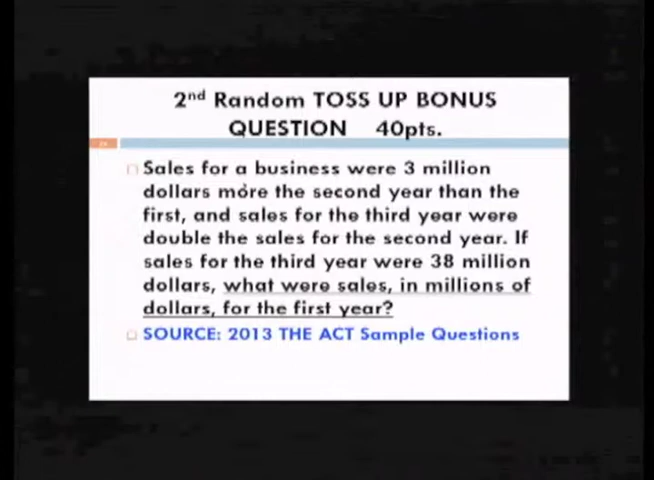 2nd Random TOSS UP BONUS
QUESTION 40pts.
Sales for a business were 3 million
dollars more the second year than the
first, and sales for the third year were
double the sales for the second year. If
sales for the third year were 38 million
dollars, what were sales, in millions of
dollars, for the first year?
SOURCE: 2013 THE ACT Sample Questions